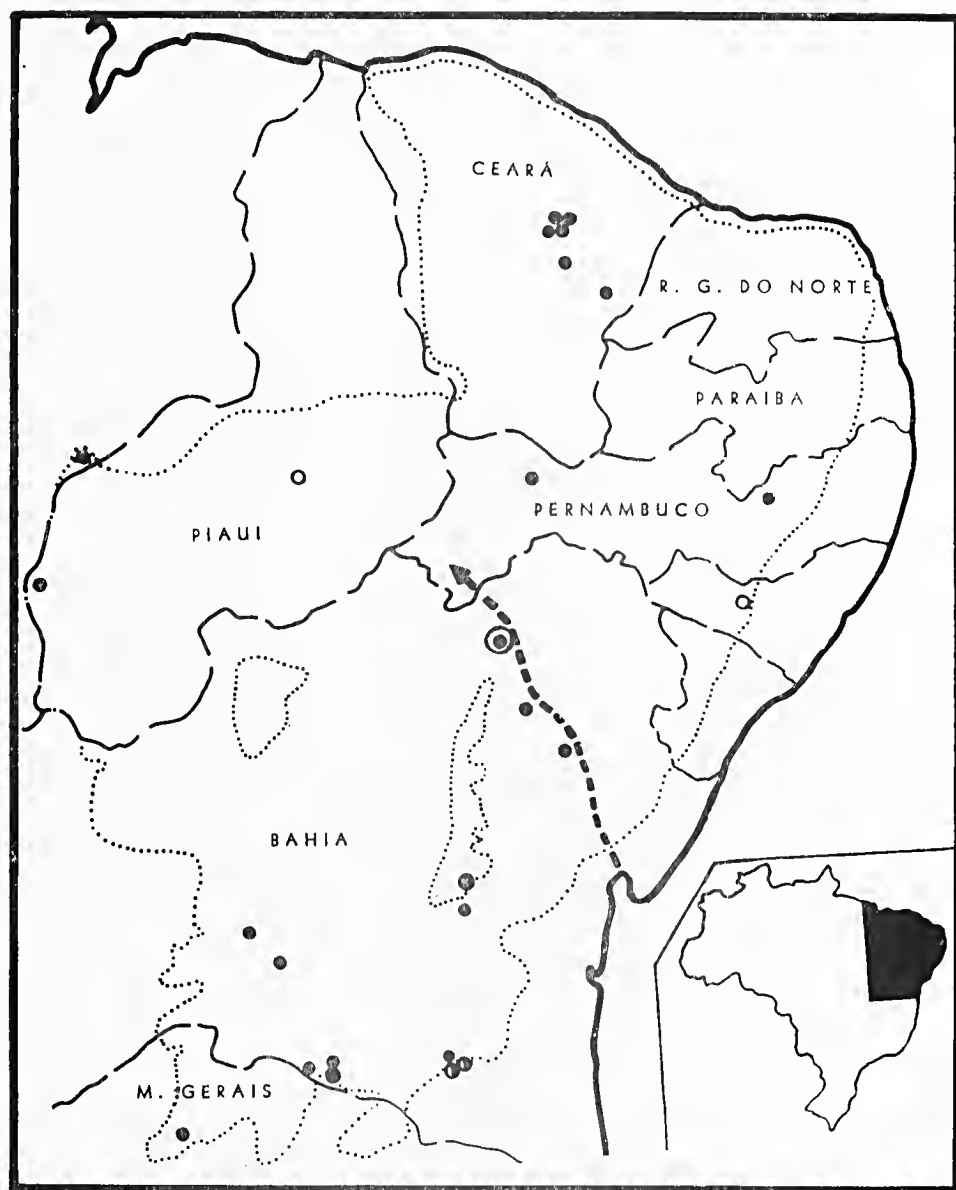 CEARÁ
R. G. DO NORTE
PARAIBA
PERNAMBUCO
PIAUI
BAHIA
M. GERAIS